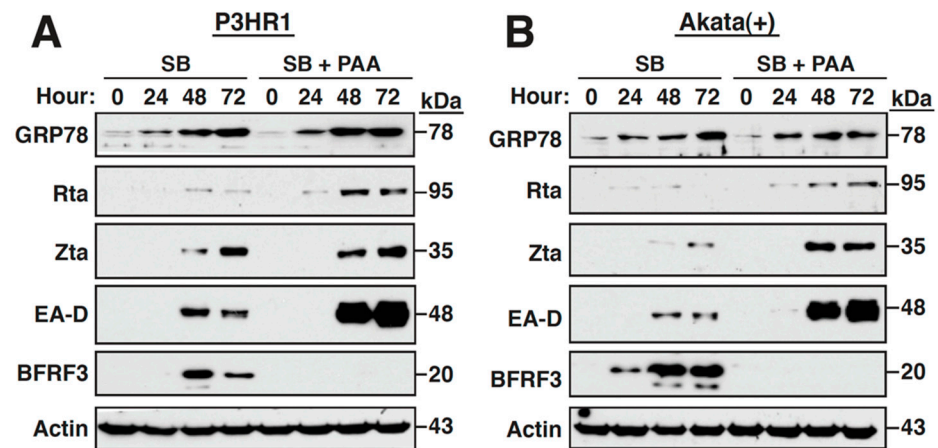 A
P3HR1
SB SB + PAA
Hour: 0 24 48 72 0 24 48 72 kDa
GRP78 78
Rta 95
Zta 35
EA-D 48
BFRF3 20
Actin 43
B
Akata(+)
SB SB + PAA
Hour: 0 24 48 72 0 24 48 72 kDa
GRP78 78
Rta 95
Zta 35
EA-D 48
BFRF3 20
Actin 43